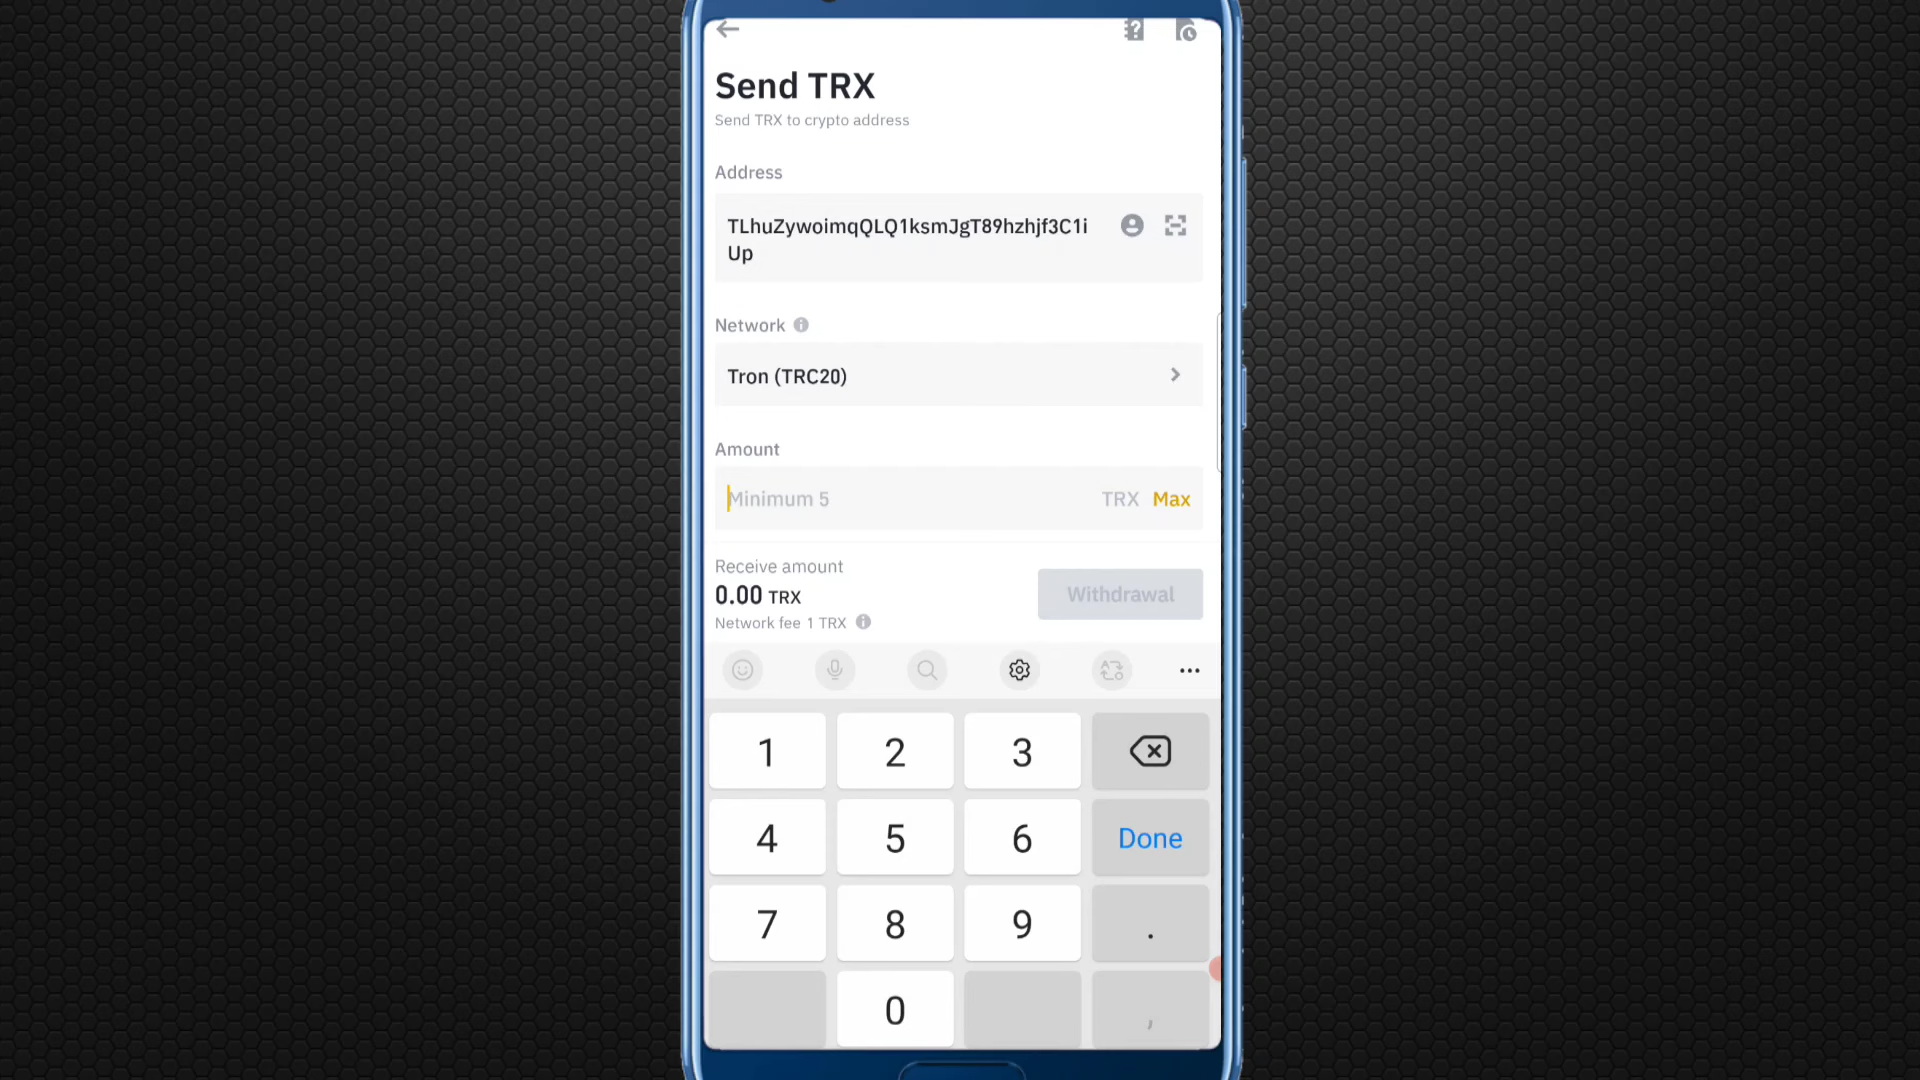 Send TRX
Send TRX to crypto address
Address
TLhuZywoimqQLQ1ksmJgT89hzhjf3C1i
Up
Network
Tron (TRC20)
Amount
Minimum 5 TRX Max
Receive amount
0.00 TRX
Withdrawal
Network fee 1 TRX
1 2 3
4 5 6 Done
7 8 9 .
0 ,